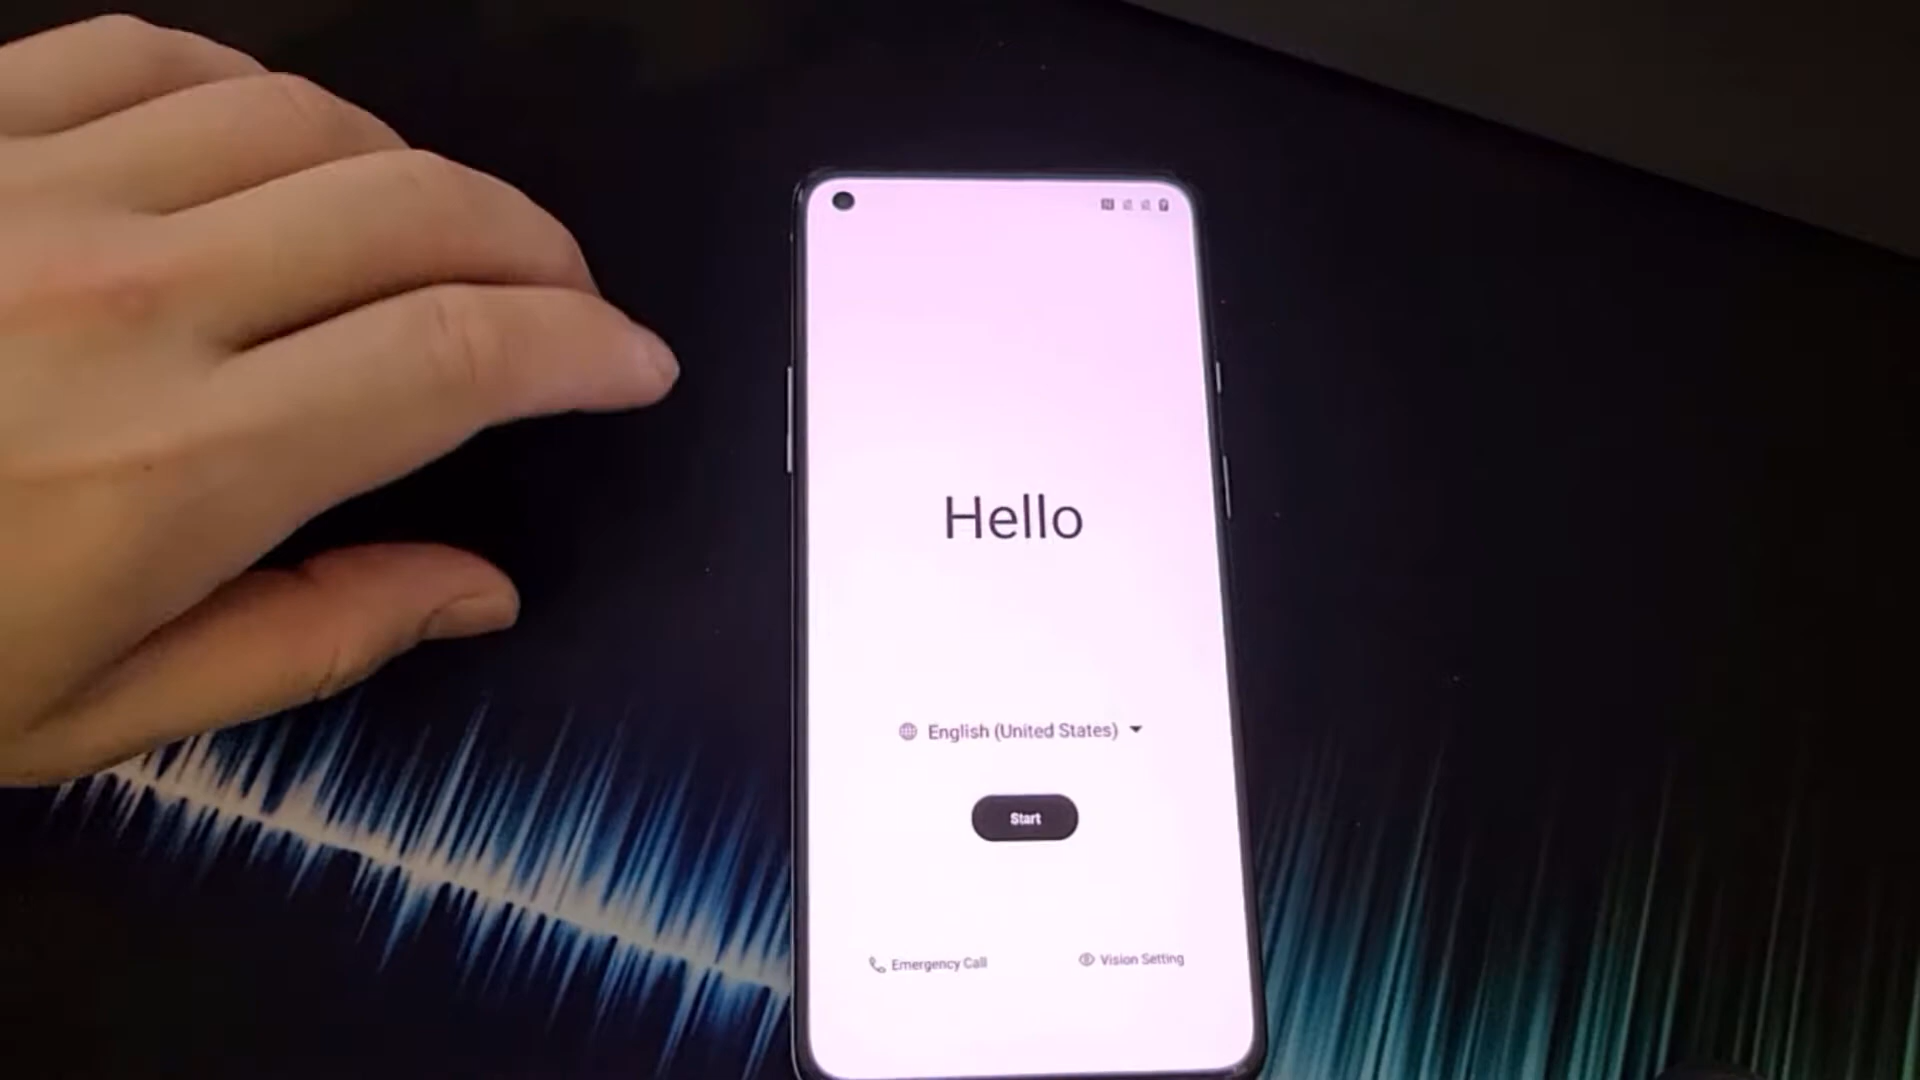 Hello
English (United States)
Start
Emergency Call
Vision Setting